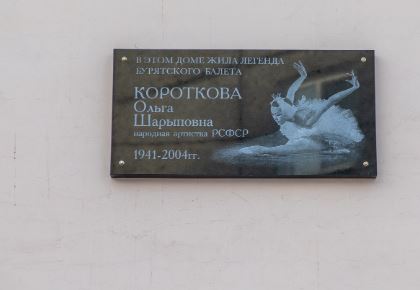 В ЭТОМ ДОМЕ ЖИЛА ЛЕГЕНДА
БУРЯТСКОГО БАЛЕТА
КОРОТКОВА
Ольга
Шарыповна
народная артистка РСФСР
1941-2004гг.